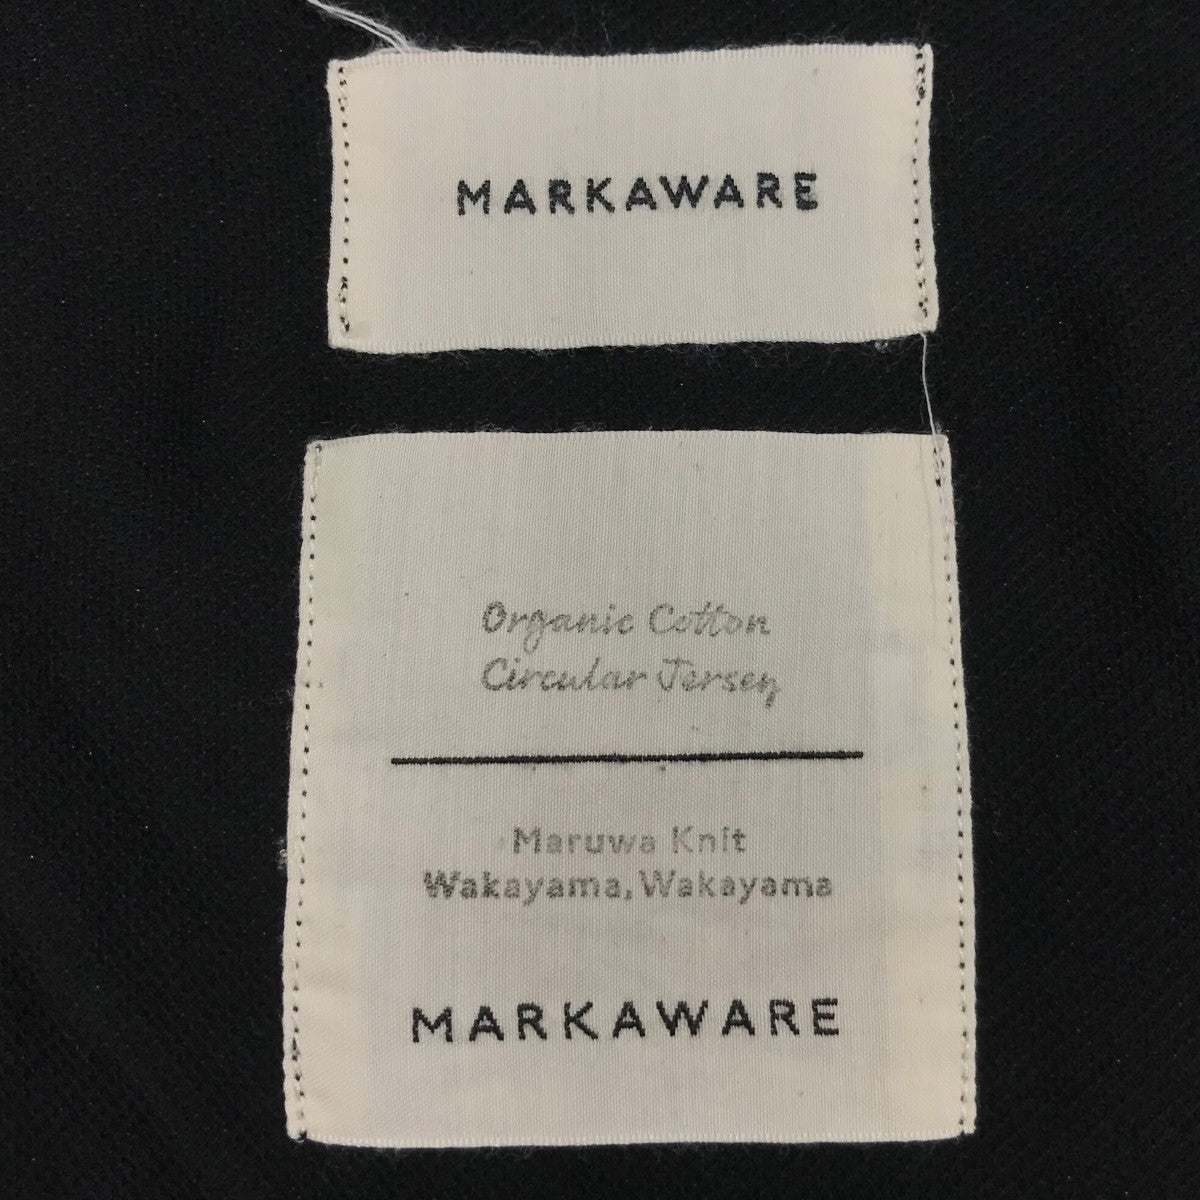 MARKAWARE
Organic Cotton
Circular Jersey
Maruwa Knit
Wakayama, Wakayama
MARKAWARE